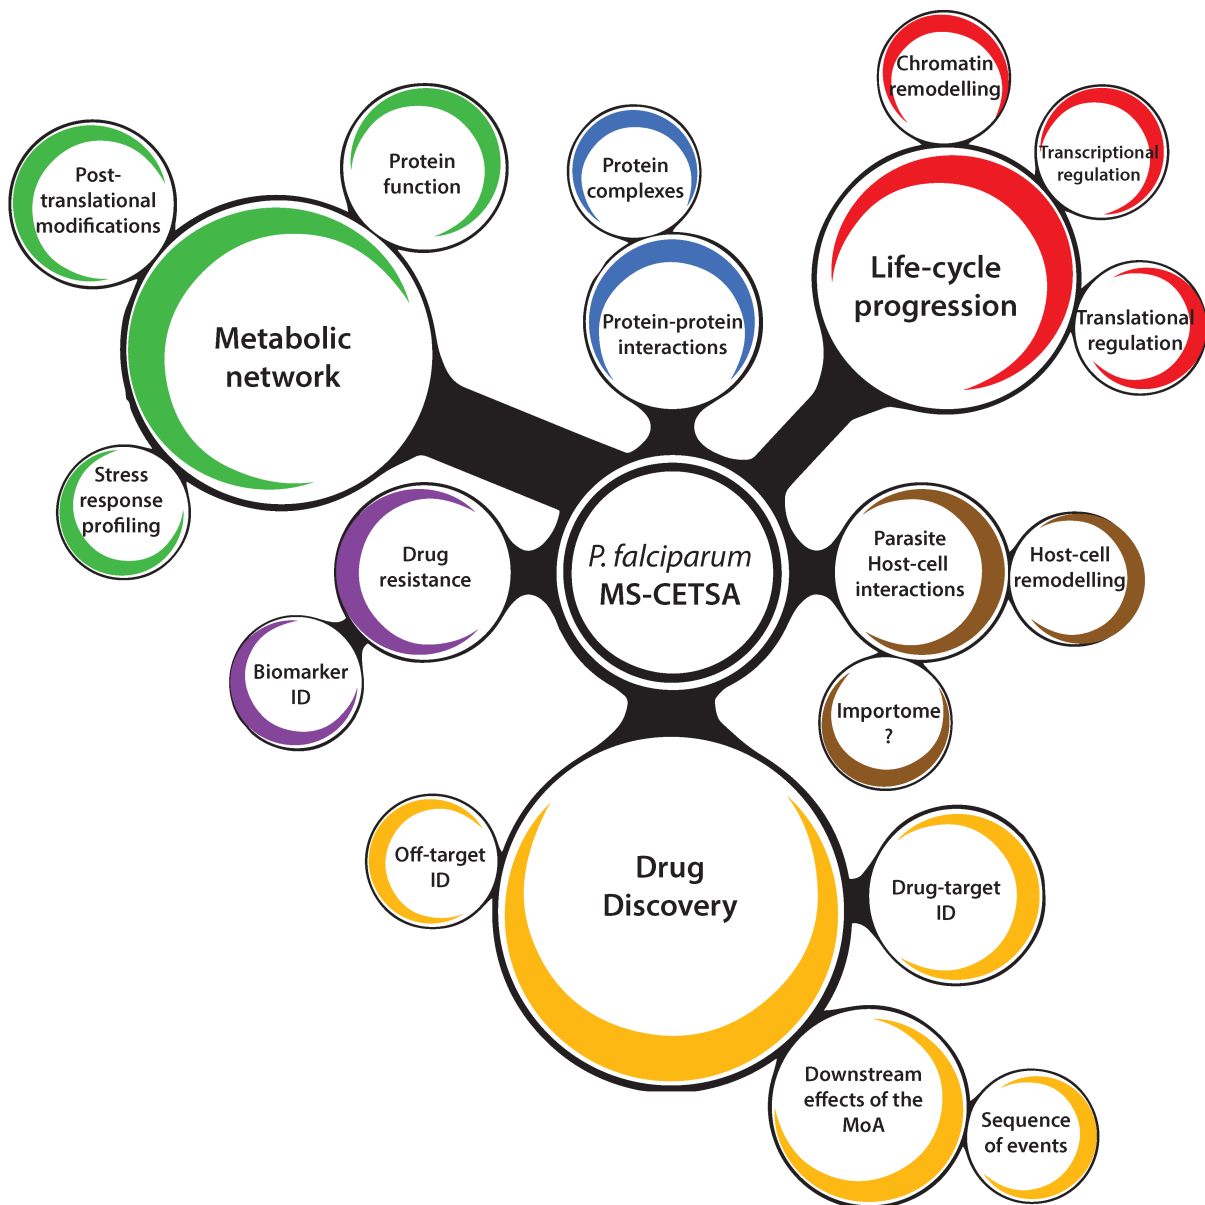 Chromatin
remodelling
Transcriptional
regulation
Life-cycle
progression
Translational
regulation
Protein
complexes
Protein-protein
interactions
Protein
function
Post-
translational
modifications
Metabolic
network
Stress
response
profiling
Drug
resistance
Biomarker
ID
P. falciparum
MS-CETSA
Parasite
Host-cell
interactions
Host-cell
remodelling
Importome
?
Off-target
ID
Drug
Discovery
Drug-target
ID
Downstream
effects of the
MoA
Sequence
of events